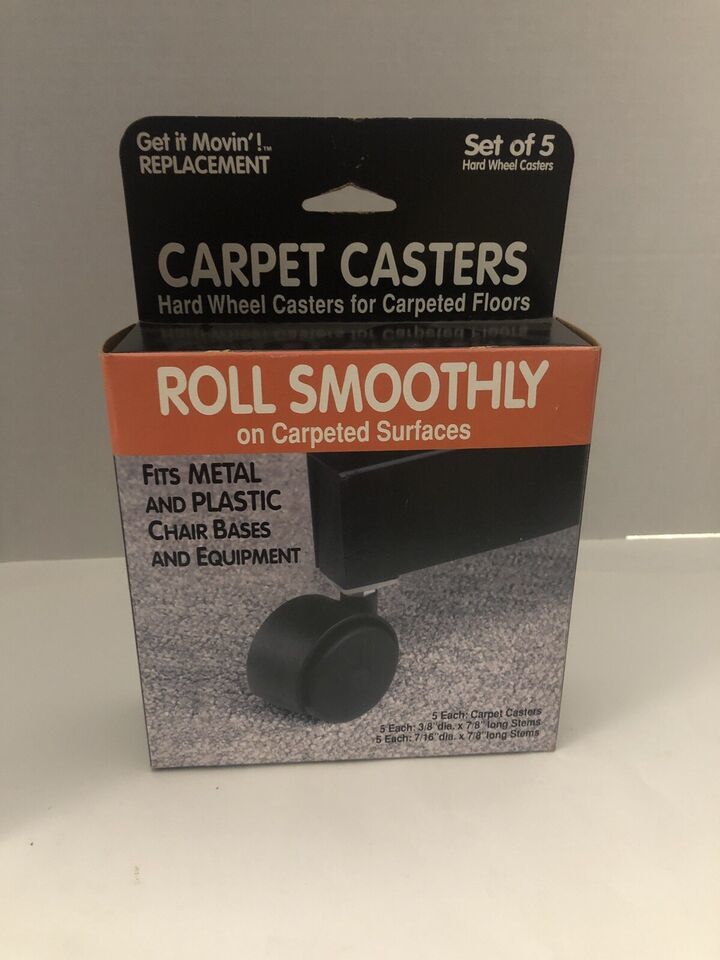 Get it Movin'!™
REPLACEMENT
Set of 5
Hard Wheel Casters
CARPET CASTERS
Hard Wheel Casters for Carpeted Floors
ROLL SMOOTHLY
on Carpeted Surfaces
FITS METAL
AND PLASTIC
CHAIR BASES
AND EQUIPMENT
5 Each: Carpet Casters
5 Each: 3/8" dia. x 7/8" long Stems
5 Each: 7/16" dia. x 7/8" long Stems